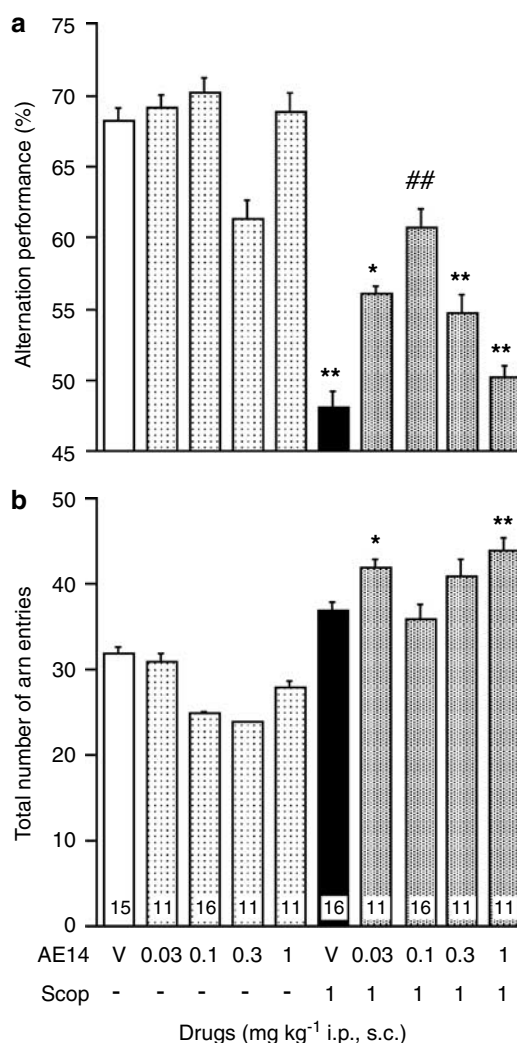 a
75
70
65
60
55
50
45
Alternation performance (%)
** * ## ** **
b
50
40
30
20
10
0
Total number of arn entries
* **
15 11 16 11 11 16 11 16 11 11
AE14 V 0.03 0.1 0.3 1 V 0.03 0.1 0.3 1
Scop - - - - - 1 1 1 1 1
Drugs (mg kg⁻¹ i.p., s.c.)